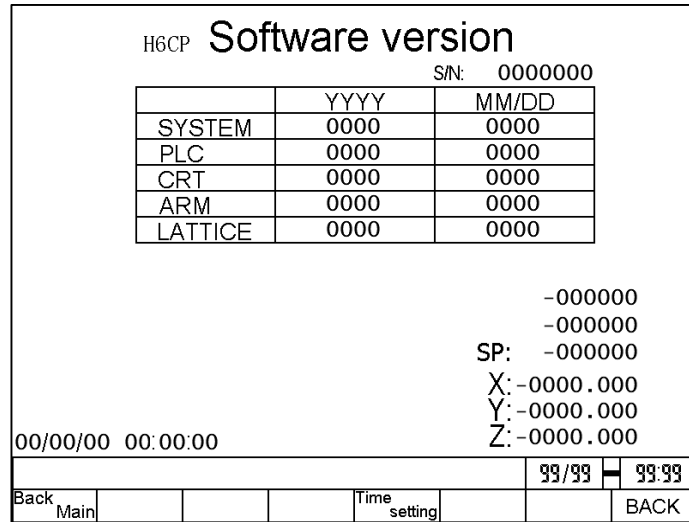 H6CP Software version
S/N: 0000000
YYYY MM/DD
SYSTEM 0000 0000
PLC 0000 0000
CRT 0000 0000
ARM 0000 0000
LATTICE 0000 0000
-000000
-000000
SP: -000000
X:-0000.000
Y:-0000.000
Z:-0000.000
00/00/00 00:00:00
99/99 - 99:99
Back Main Time setting BACK